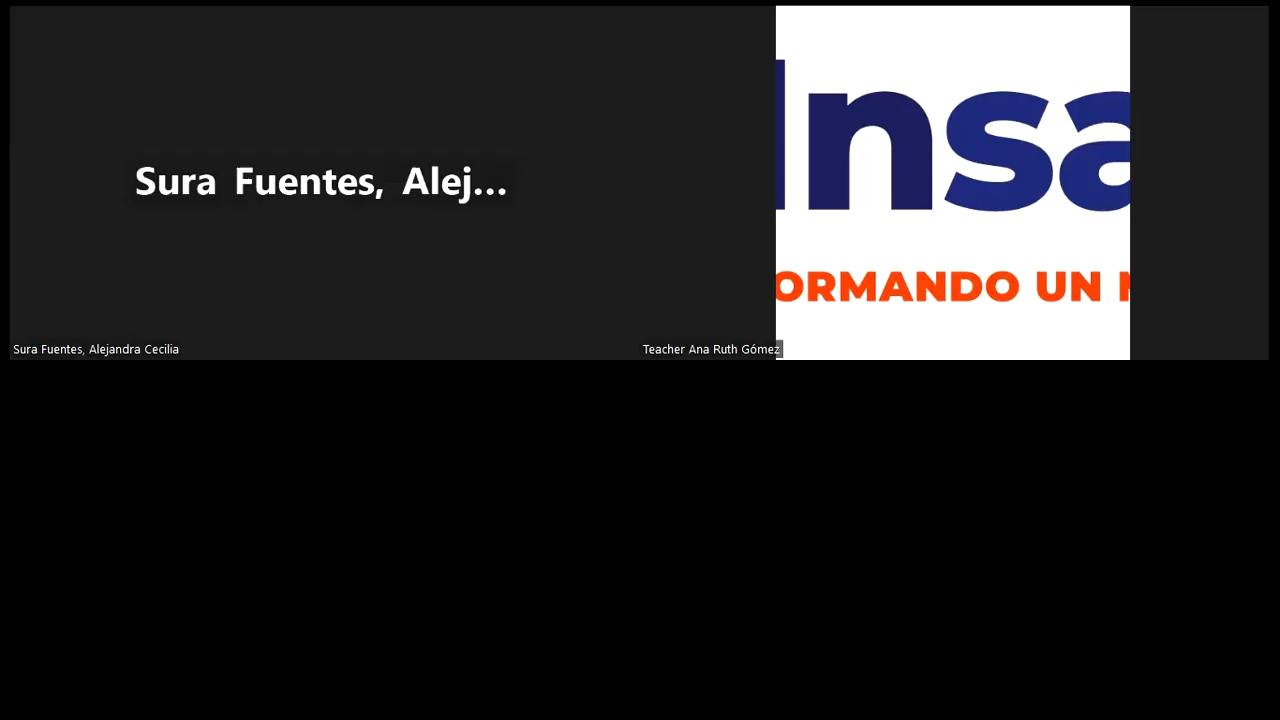 Insa
ORMANDO UN
Sura Fuentes, Alej...
Sura Fuentes, Alejandra Cecilia
Teacher Ana Ruth Gómez